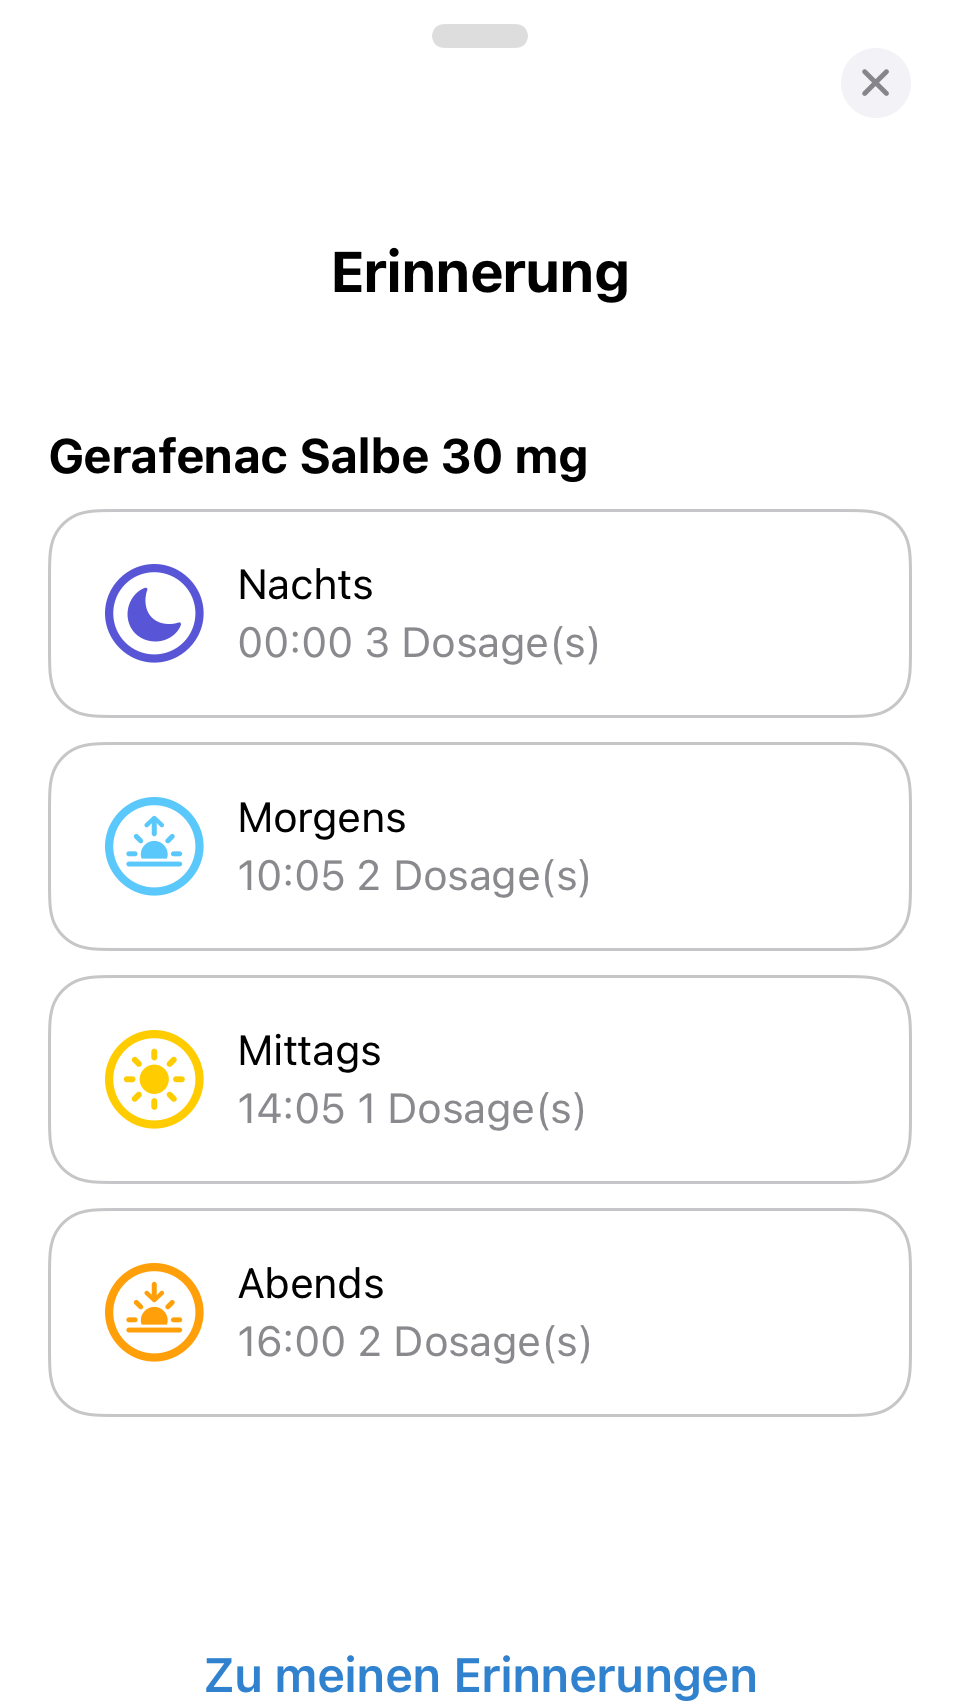 Erinnerung
Gerafenac Salbe 30 mg
Nachts
00:00 3 Dosage(s)
Morgens
10:05 2 Dosage(s)
Mittags
14:05 1 Dosage(s)
Abends
16:00 2 Dosage(s)
Zu meinen Erinnerungen